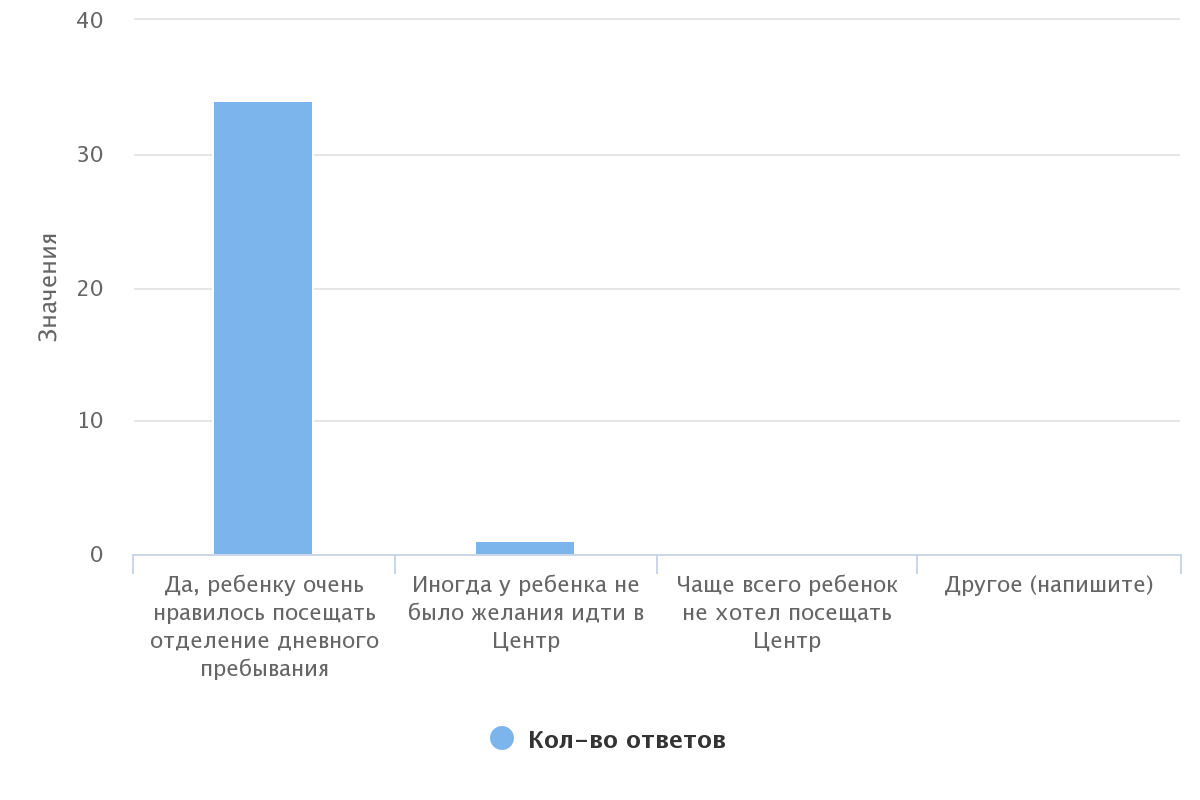 40
30
20
10
0
Значения
Да, ребенку очень
нравилось посещать
отделение дневного
пребывания
Иногда у ребенка не
было желания идти в
Центр
Чаще всего ребенок
не хотел посещать
Центр
Другое (напишите)
Кол-во ответов